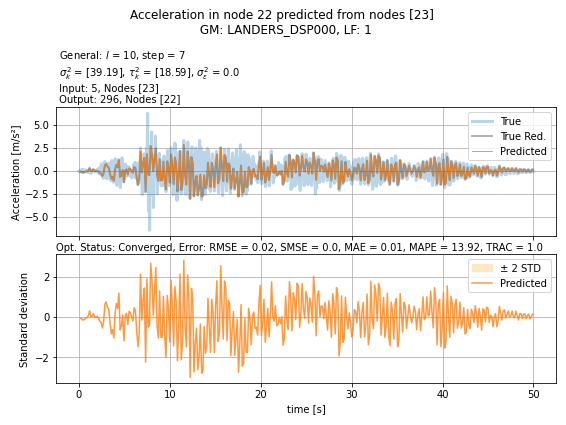 Acceleration in node 22 predicted from nodes [23]
GM: LANDERS_DSP000, LF: 1
General: l = 10, step = 7
σ²ₖ = [39.19], τ²ₖ = [18.59], σ²ε = 0.0
Input: 5, Nodes [23]
Output: 296, Nodes [22]
Acceleration [m/s²]
5.0
2.5
0.0
−2.5
−5.0
True
True Red.
Predicted
Opt. Status: Converged, Error: RMSE = 0.02, SMSE = 0.0, MAE = 0.01, MAPE = 13.92, TRAC = 1.0
Standard deviation
2
0
−2
± 2 STD
Predicted
0
10
20
30
40
50
time [s]